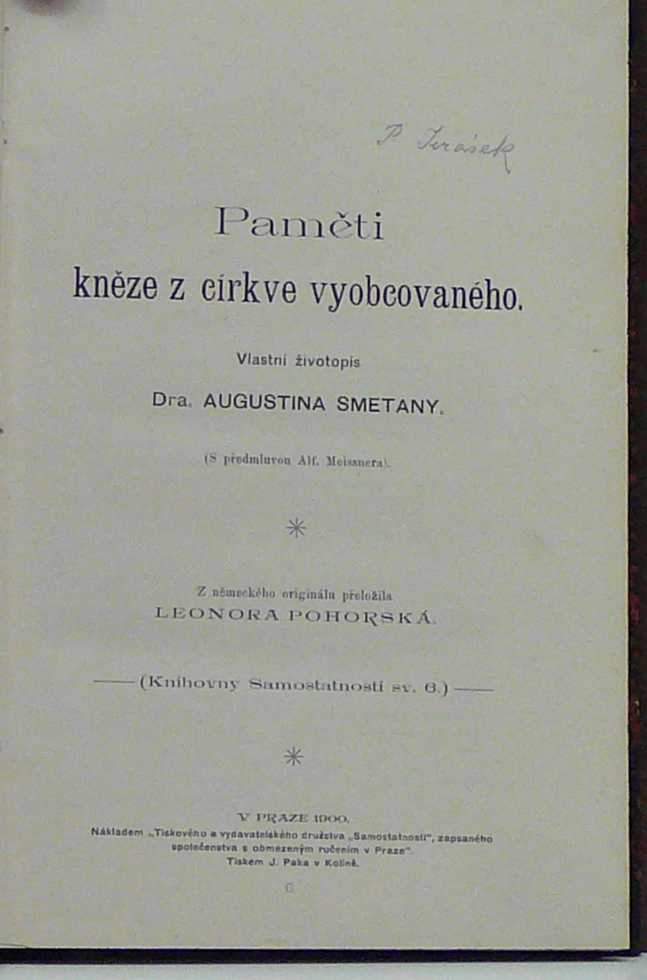 P. Jirásek
Paměti
kněze z církve vyobcovaného.
Vlastní životopis
Dra. AUGUSTINA SMETANY.
(S předmluvou Alf. Meissnera).
Z německého originálu přeložila
LEONORA POHORSKÁ.
(Knihovny Samostatnosti sv. 6.)
V PRAZE 1900.
Nákladem „Tiskového a vydavatelského družstva „Samostatnosti", zapsaného
společenstva s obmezeným ručením v Praze".
Tiskem J. Paka v Kolíně.